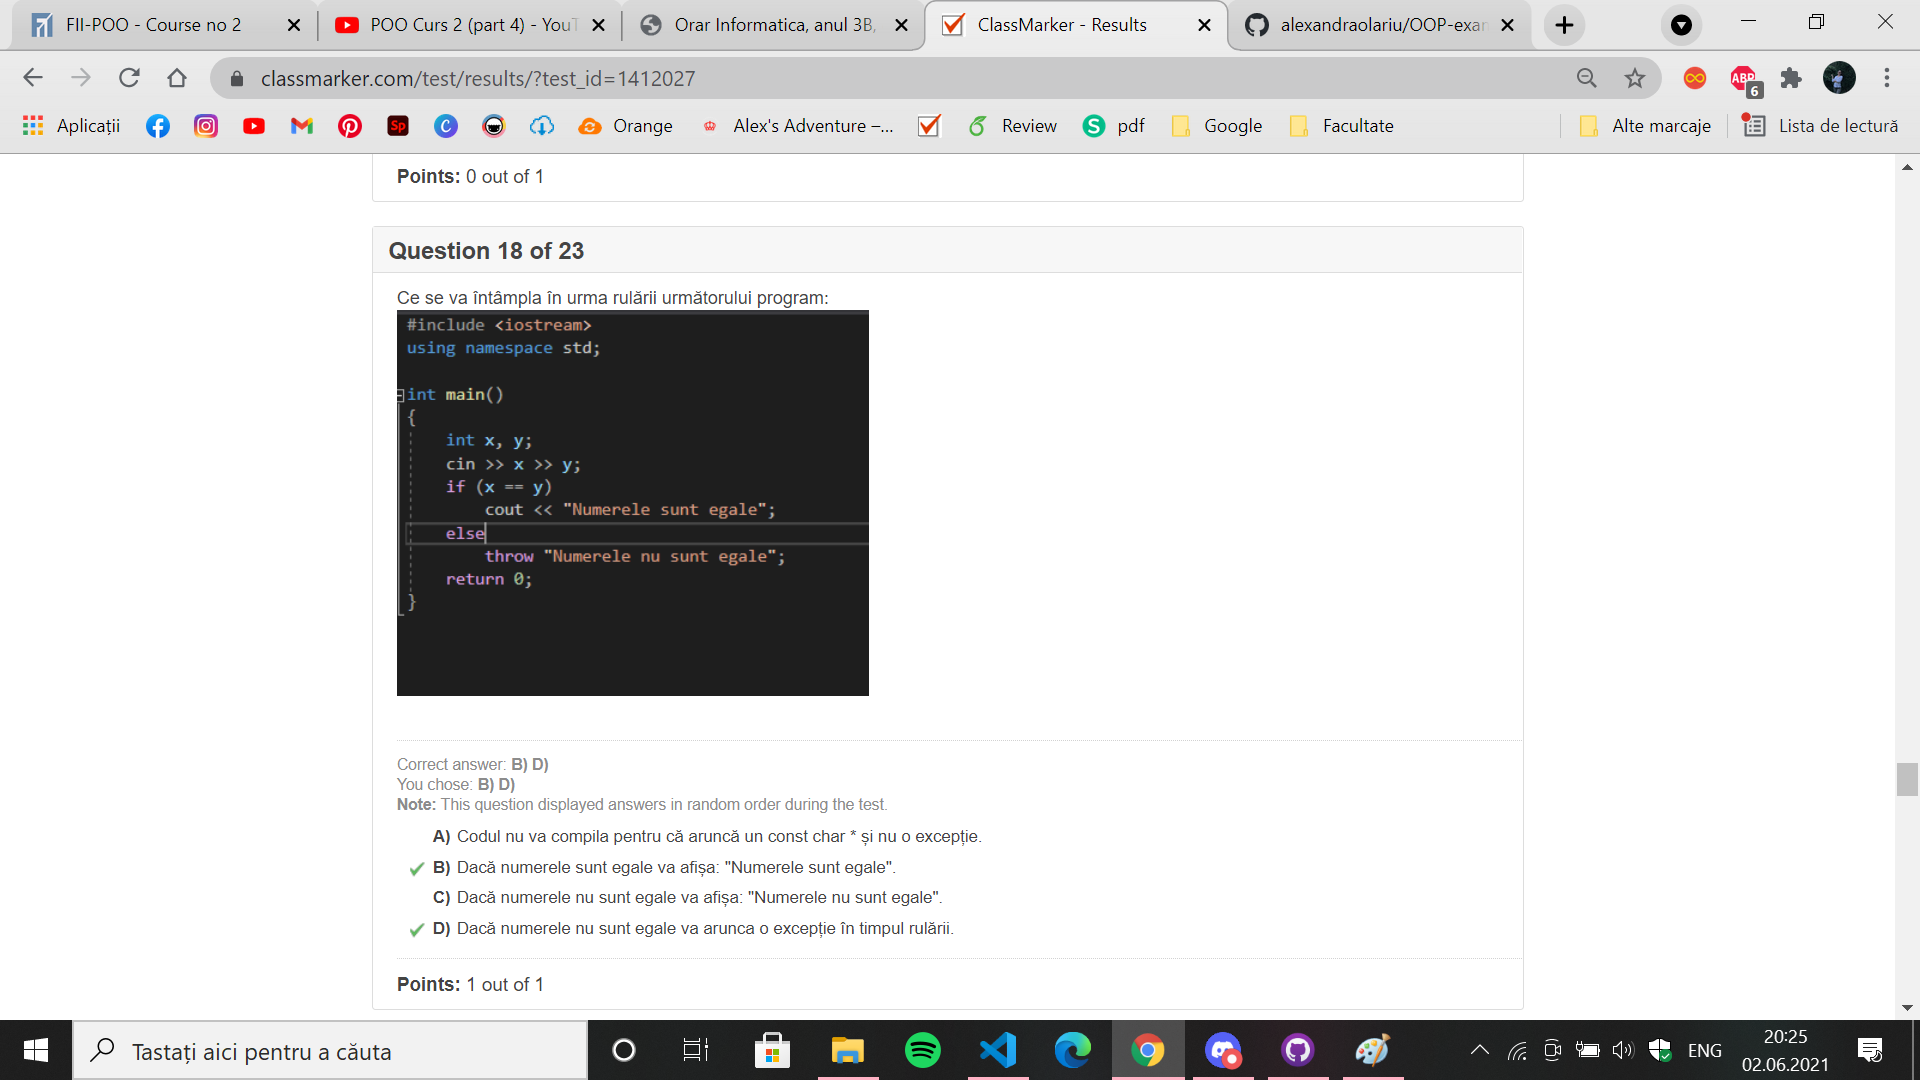 FII-POO - Course no 2
POO Curs 2 (part 4) - YouT
Orar Informatica, anul 3B,
ClassMarker - Results
alexandraolariu/OOP-exar
classmarker.com/test/results/?test_id=1412027
ABP
6
Aplicații
Sp
Orange
Alex's Adventure –...
Review
S
pdf
Google
Facultate
Alte marcaje
Lista de lectură
Points: 0 out of 1
Question 18 of 23
Ce se va întâmpla în urma rulării următorului program:
#include <iostream>
using namespace std;
int main()
{
int x, y;
cin >> x >> y;
if (x == y)
cout << "Numerele sunt egale";
else
throw "Numerele nu sunt egale";
return 0;
}
Correct answer: B) D)
You chose: B) D)
Note: This question displayed answers in random order during the test.
A) Codul nu va compila pentru că aruncă un const char * și nu o excepție.
B) Dacă numerele sunt egale va afișa: "Numerele sunt egale".
C) Dacă numerele nu sunt egale va afișa: "Numerele nu sunt egale".
D) Dacă numerele nu sunt egale va arunca o excepție în timpul rulării.
Points: 1 out of 1
Tastați aici pentru a căuta
ENG
20:25
02.06.2021